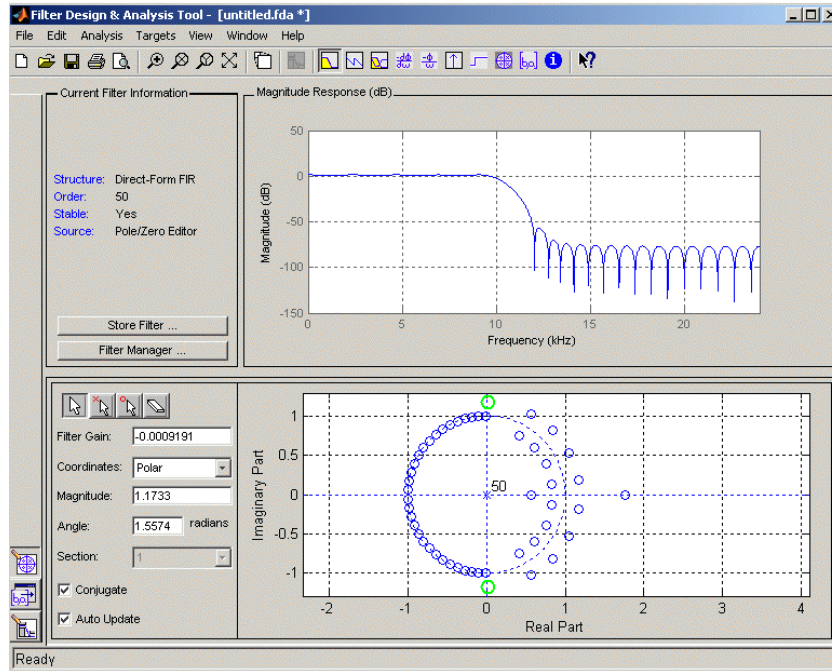 Filter Design & Analysis Tool - [untitled.fda *]
File Edit Analysis Targets View Window Help
Current Filter Information
Structure: Direct-Form FIR
Order: 50
Stable: Yes
Source: Pole/Zero Editor
Store Filter ...
Filter Manager ...
Magnitude Response (dB)
50
0
-50
-100
-150
Magnitude (dB)
0 5 10 15 20
Frequency (kHz)
Filter Gain: -0.0009191
Coordinates: Polar
Magnitude: 1.1733
Angle: 1.5574 radians
Section: 1
Conjugate
Auto Update
1
0.5
0
-0.5
-1
Imaginary Part
50
-2 -1 0 1 2 3 4
Real Part
Ready